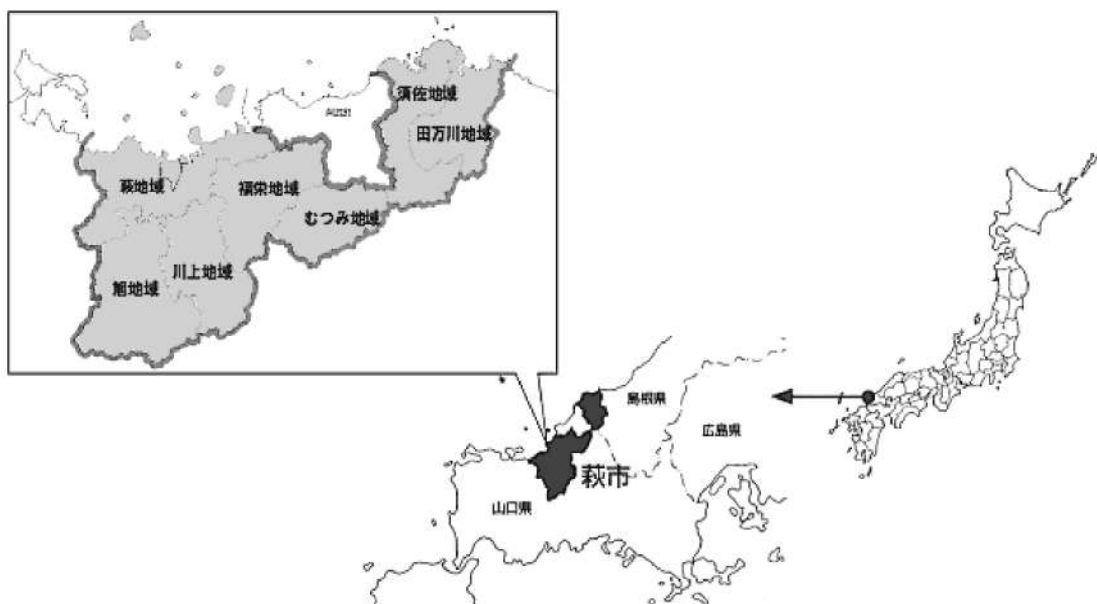 須佐地域
田万川地域
萩地域
福栄地域
むつみ地域
川上地域
旭地域
島根県
広島県
萩市
山口県